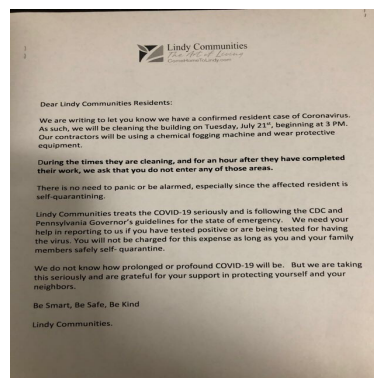 Lindy Communities
The Art of Living
ComeHomeToLindy.com
Dear Lindy Communities Residents:
We are writing to let you know we have a confirmed resident case of Coronavirus.
As such, we will be cleaning the building on Tuesday, July 21st, beginning at 3 PM.
Our contractors will be using a chemical fogging machine and wear protective
equipment.
During the times they are cleaning, and for an hour after they have completed
their work, we ask that you do not enter any of those areas.
There is no need to panic or be alarmed, especially since the affected resident is
self-quarantining.
Lindy Communities treats the COVID-19 seriously and is following the CDC and
Pennsylvania Governor's guidelines for the state of emergency. We need your
help in reporting to us if you have tested positive or are being tested for having
the virus. You will not be charged for this expense as long as you and your family
members safely self- quarantine.
We do not know how prolonged or profound COVID-19 will be. But we are taking
this seriously and are grateful for your support in protecting yourself and your
neighbors.
Be Smart, Be Safe, Be Kind
Lindy Communities.